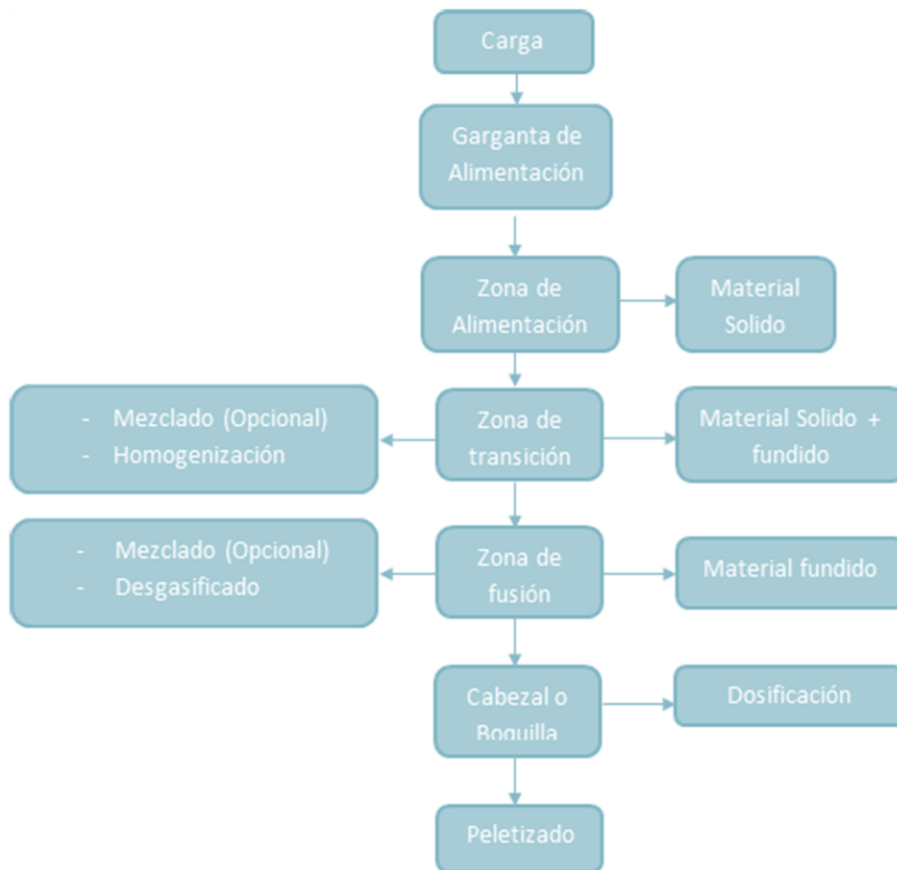 Carga
Garganta de
Alimentación
Zona de
Alimentación
Material
Solido
- Mezclado (Opcional)
- Homogenización
Zona de
transición
Material Solido +
fundido
- Mezclado (Opcional)
- Desgasificado
Zona de
fusión
Material fundido
Cabezal o
Boquilla
Dosificación
Peletizado